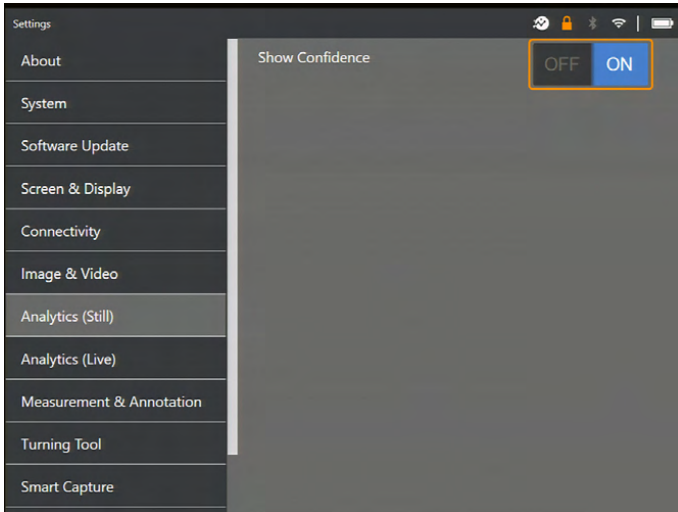 Settings
About
System
Software Update
Screen & Display
Connectivity
Image & Video
Analytics (Still)
Analytics (Live)
Measurement & Annotation
Turning Tool
Smart Capture
Show Confidence
OFF ON